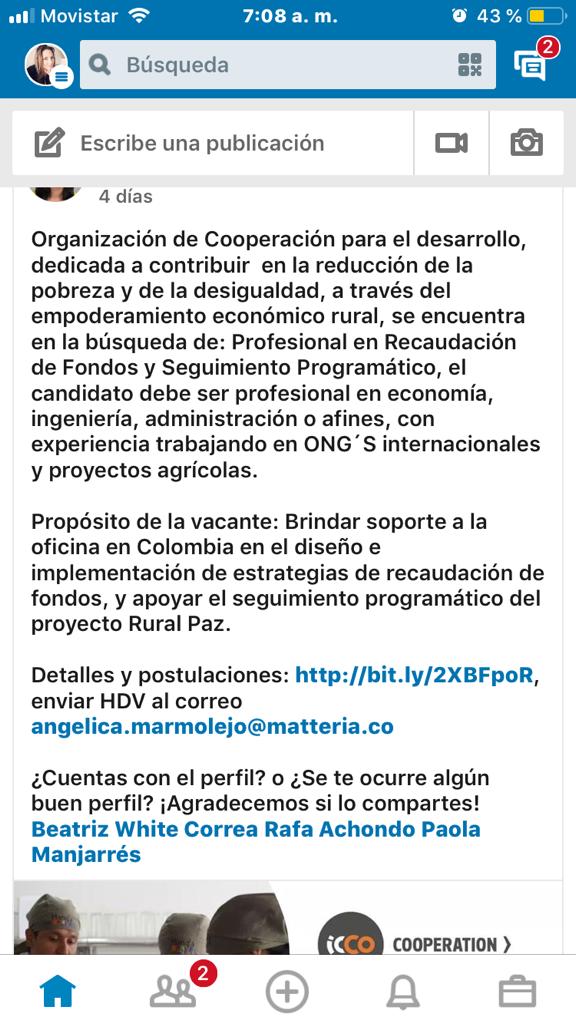 Movistar 7:08 a. m. 43 %
Búsqueda 2
Escribe una publicación
4 días
Organización de Cooperación para el desarrollo,
dedicada a contribuir  en la reducción de la
pobreza y de la desigualdad, a través del
empoderamiento económico rural, se encuentra
en la búsqueda de: Profesional en Recaudación
de Fondos y Seguimiento Programático, el
candidato debe ser profesional en economía,
ingeniería, administración o afines, con
experiencia trabajando en ONG´S internacionales
y proyectos agrícolas.
Propósito de la vacante: Brindar soporte a la
oficina en Colombia en el diseño e
implementación de estrategias de recaudación de
fondos, y apoyar el seguimiento programático del
proyecto Rural Paz.
Detalles y postulaciones: http://bit.ly/2XBFpoR,
enviar HDV al correo
angelica.marmolejo@matteria.co
¿Cuentas con el perfil? o ¿Se te ocurre algún
buen perfil? ¡Agradecemos si lo compartes!
Beatriz White Correa Rafa Achondo Paola
Manjarrés
icco COOPERATION
2